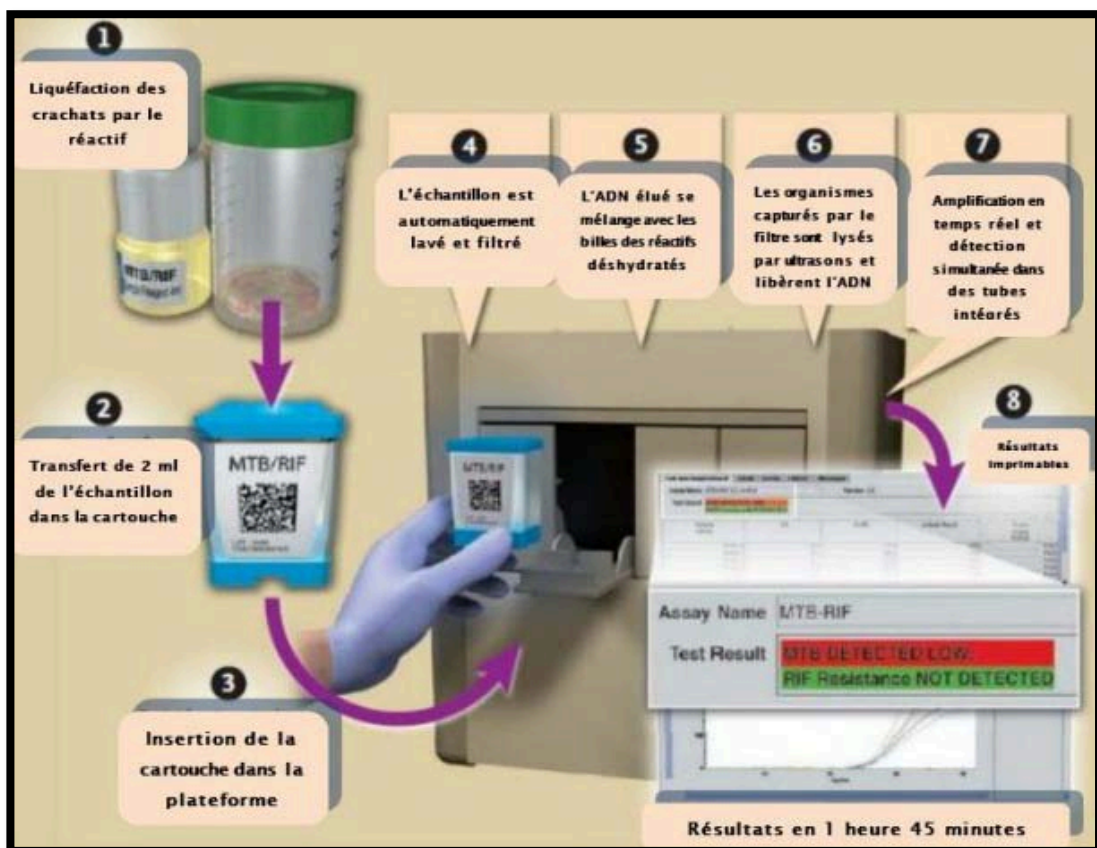 1
Liquéfaction des
crachats par le
réactif
MTB/RIF
2
Transfert de 2 ml
de l'échantillon
dans la cartouche
MTB/RIF
3
Insertion de la
cartouche dans la
plateforme
4
L'échantillon est
automatiquement
lavé et filtré
MTB/RIF
5
L'ADN élué se
mélange avec les
billes des réactifs
déshydratés
6
Les organismes
capturés par le
filtre sont lysés
par ultrasons et
libèrent l'ADN
7
Amplification en
temps réel et
détection
simultanée dans
des tubes
intéarés
8
Résultats
imprimables
Assay Name MTB-RIF
Test Result MTB DETECTED LOW;
RIF Resistance NOT DETECTED
Résultats en 1 heure 45 minutes